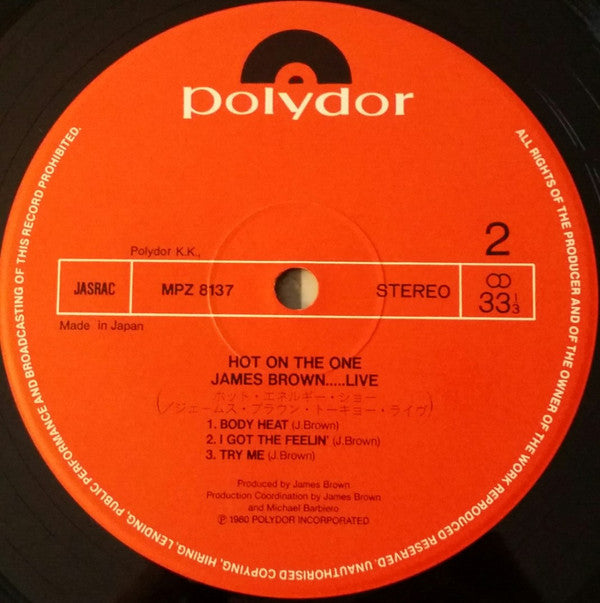 polydor
2
Polydor K.K.,
JASRAC
MPZ 8137
STEREO
33 1/3
Made in Japan
HOT ON THE ONE
JAMES BROWN.....LIVE
(ホット・エネルギー・ショー
/ジェームス・ブラウン・トーキョー・ライヴ)
1. BODY HEAT (J.Brown)
2. I GOT THE FEELIN' (J.Brown)
3. TRY ME (J.Brown)
Produced by James Brown
Production Coordination by James Brown
and Michael Barbiero
Ⓟ 1980 POLYDOR INCORPORATED
ALL RIGHTS OF THE PRODUCER AND OF THE OWNER OF THE WORK REPRODUCED RESERVED. UNAUTHORISED COPYING, HIRING, LENDING, PUBLIC PERFORMANCE AND BROADCASTING OF THIS RECORD PROHIBITED.